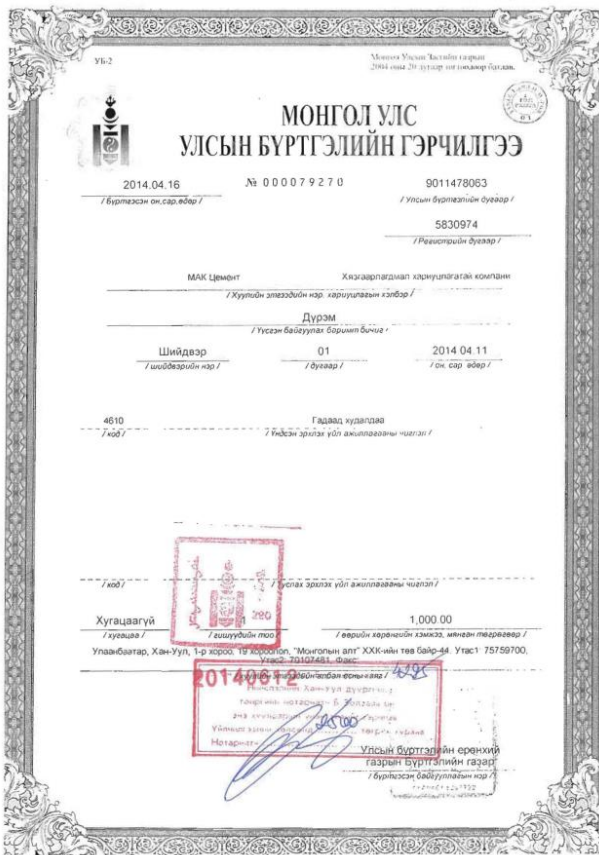 УБ-2
Монгол Улсын Засгийн газрын
2004 оны 20 дугаар тогтоолоор батлав.
МОНГОЛ УЛС
УЛСЫН БҮРТГЭЛИЙН ГЭРЧИЛГЭЭ
2014.04.16 № 000079270 9011478063
/ бүртгэсэн он,сар,өдөр / / Улсын бүртгэлийн дугаар /
5830974
/ Регистрийн дугаар /
МАК Цемент Хязгаарлагдмал хариуцлагатай компани
/ Хуулийн этгээдийн нэр, хариуцлагын хэлбэр /
Дүрэм
/ Үүсгэн байгуулах баримт бичиг /
Шийдвэр 01 2014.04.11
/ шийдвэрийн нэр / / дугаар / / он, сар өдөр /
4610 Гадаад худалдаа
/ код / / Үндсэн эрхлэх үйл ажиллагааны чиглэл /
280
/ код / / Туслах эрхлэх үйл ажиллагааны чиглэл /
Хугацаагүй 1,000.00
/ хугацаа / / гишүүдийн тоо / / өөрийн хөрөнгийн хэмжээ, мянган төгрөгөөр /
Улаанбаатар, Хан-Уул, 1-р хороо, 19 хороолол, "Монголын алт" ХХК-ийн төв байр-44, Утас1: 75759700,
Утас2: 70107481, Факс:
20140612
4225
2500
Нотариат
Улсын бүртгэлийн ерөнхий
газрын Бүртгэлийн газар
/ бүртгэсэн байгууллагын нэр /